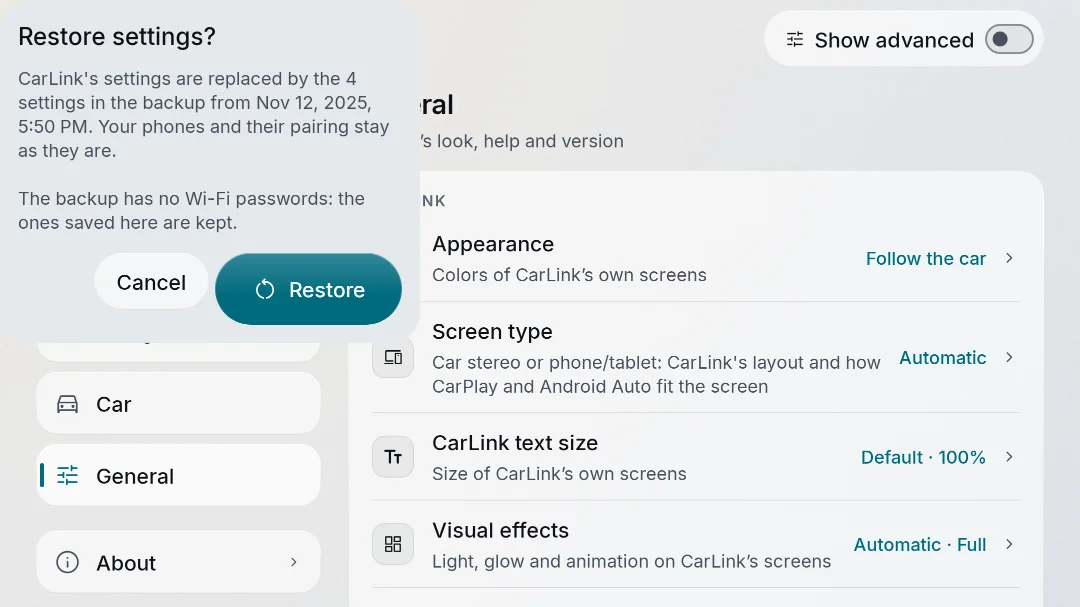 Restore settings?
CarLink's settings are replaced by the 4
settings in the backup from Nov 12, 2025,
5:50 PM. Your phones and their pairing stay
as they are.
The backup has no Wi-Fi passwords: the
ones saved here are kept.
Cancel
Restore
Show advanced
eral
’s look, help and version
NK
Appearance
Colors of CarLink’s own screens
Follow the car
Screen type
Car stereo or phone/tablet: CarLink's layout and how
CarPlay and Android Auto fit the screen
Automatic
Car
CarLink text size
Size of CarLink’s own screens
Default · 100%
General
Visual effects
Light, glow and animation on CarLink’s screens
Automatic · Full
About